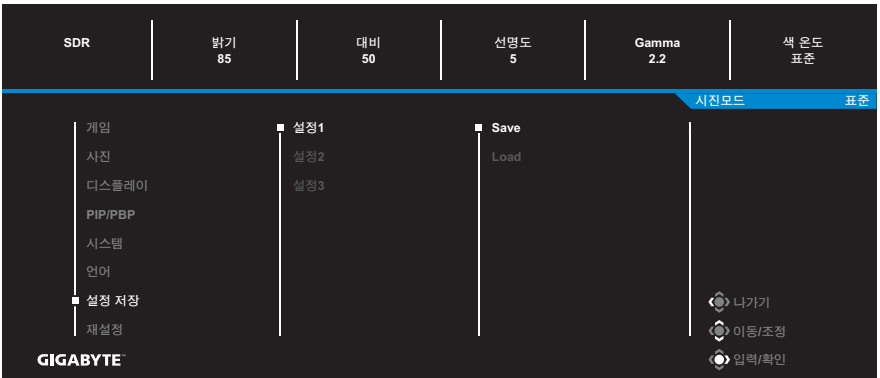 SDR 밝기 대비 선명도 Gamma 색 온도
85 50 5 2.2 표준
시진모드 표준
게임 설정1 Save
사진 설정2 Load
디스플레이 설정3
PIP/PBP
시스템
언어
설정 저장 나가기
재설정 이동/조정
GIGABYTE™ 입력/확인